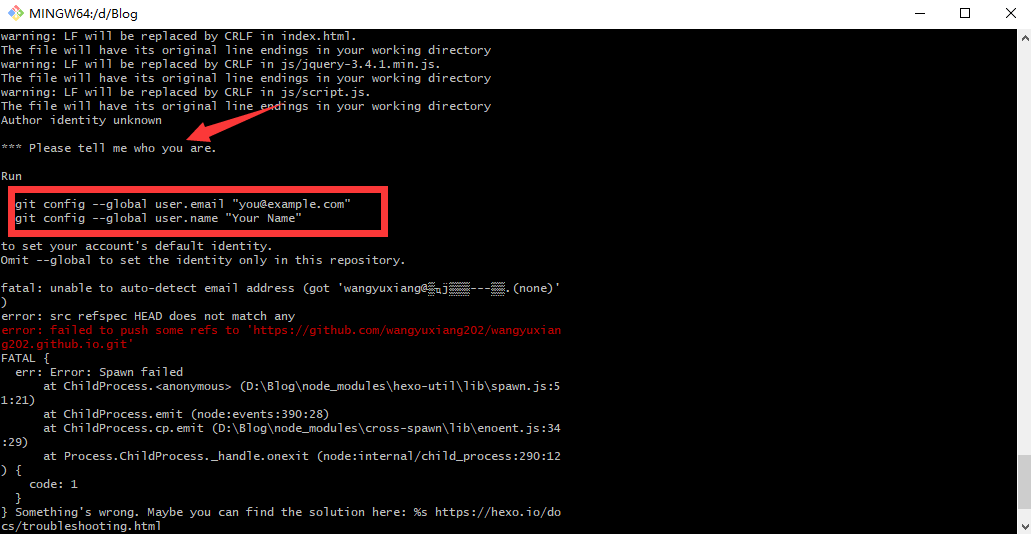 MINGW64:/d/Blog
warning: LF will be replaced by CRLF in index.html.
The file will have its original line endings in your working directory
warning: LF will be replaced by CRLF in js/jquery-3.4.1.min.js.
The file will have its original line endings in your working directory
warning: LF will be replaced by CRLF in js/script.js.
The file will have its original line endings in your working directory
Author identity unknown
*** Please tell me who you are.
Run
git config --global user.email "you@example.com"
git config --global user.name "Your Name"
to set your account's default identity.
Omit --global to set the identity only in this repository.
fatal: unable to auto-detect email address (got 'wangyuxiang@ ---.(none)'
)
error: src refspec HEAD does not match any
error: failed to push some refs to 'https://github.com/wangyuxiang202/wangyuxian
g202.github.io.git'
FATAL {
err: Error: Spawn failed
at ChildProcess.<anonymous> (D:\Blog\node_modules\hexo-util\lib\spawn.js:5
1:21)
at ChildProcess.emit (node:events:390:28)
at ChildProcess.cp.emit (D:\Blog\node_modules\cross-spawn\lib\enoent.js:34
:29)
at Process.ChildProcess._handle.onexit (node:internal/child_process:290:12
) {
code: 1
}
} Something's wrong. Maybe you can find the solution here: %s https://hexo.io/do
cs/troubleshooting.html